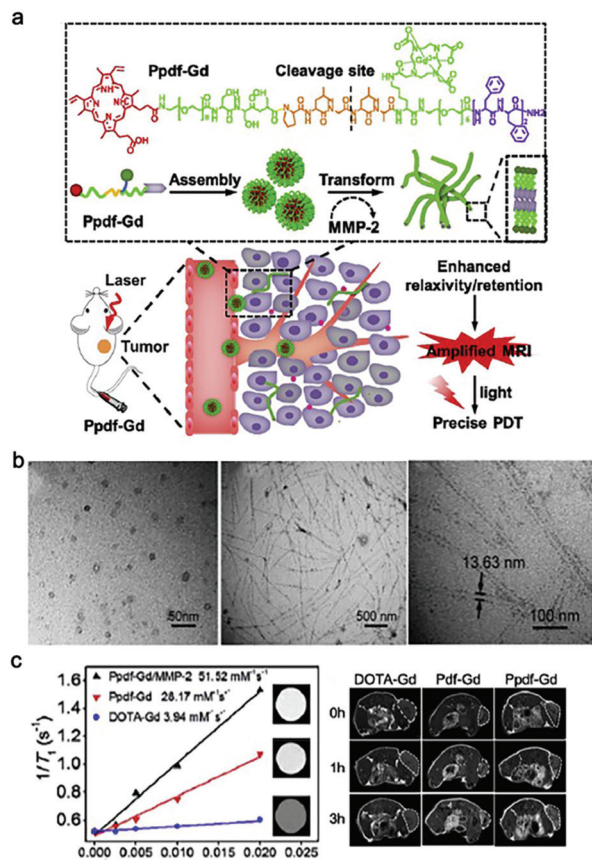 a
Ppdf-Gd
Cleavage site
Assembly
Transform
MMP-2
Ppdf-Gd
Laser
Tumor
Ppdf-Gd
Enhanced
relaxivity/retention
Amplified MRI
light
Precise PDT
b
50nm
500 nm
13.63 nm
100 nm
c
1/T₁ (s⁻¹)
1.6
1.4
1.2
1.0
0.8
0.6
Ppdf-Gd/MMP-2 51.52 mM⁻¹s⁻¹
Ppdf-Gd 28.17 mM⁻¹s⁻¹
DOTA-Gd 3.94 mM⁻¹s⁻¹
0.000 0.005 0.010 0.015 0.020 0.025
DOTA-Gd Pdf-Gd Ppdf-Gd
0h
1h
3h